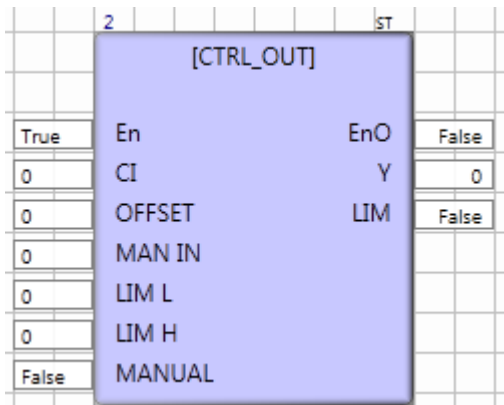 2 ST
[CTRL_OUT]
True En EnO False
0 CI Y 0
0 OFFSET LIM False
0 MAN IN
0 LIM L
0 LIM H
False MANUAL